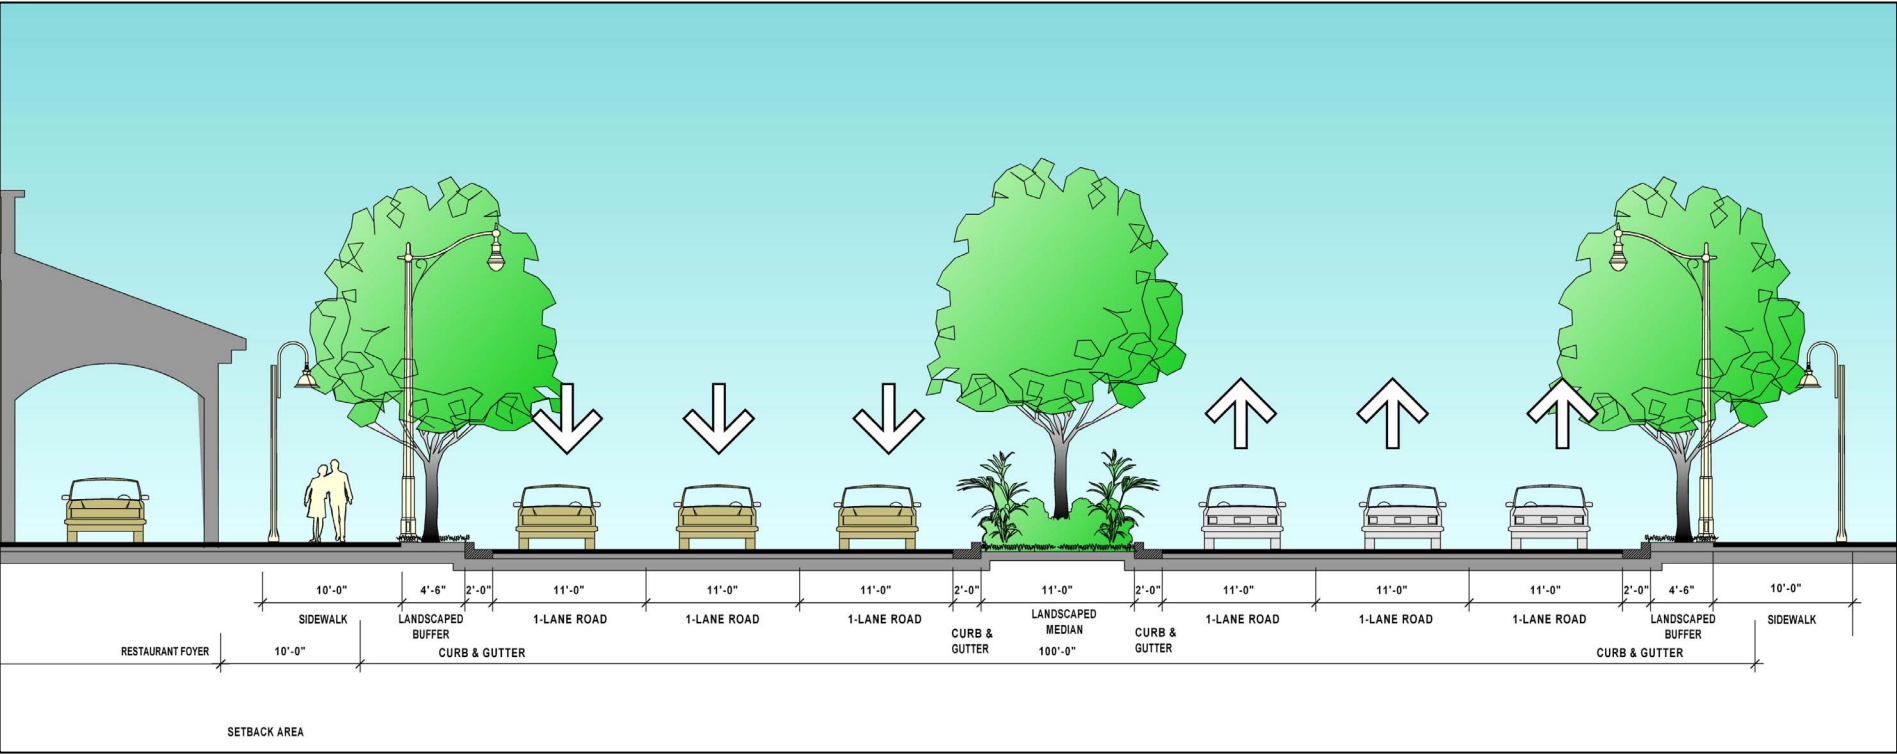 10'-0"
4'-6"
2'-0"
11'-0"
11'-0"
11'-0"
2'-0"
11'-0"
2'-0"
11'-0"
11'-0"
11'-0"
2'-0"
4'-6"
10'-0"
SIDEWALK
LANDSCAPED
BUFFER
1-LANE ROAD
1-LANE ROAD
1-LANE ROAD
CURB &
GUTTER
LANDSCAPED
MEDIAN
CURB &
GUTTER
1-LANE ROAD
1-LANE ROAD
1-LANE ROAD
LANDSCAPED
BUFFER
SIDEWALK
RESTAURANT FOYER
10'-0"
CURB & GUTTER
100'-0"
CURB & GUTTER
SETBACK AREA